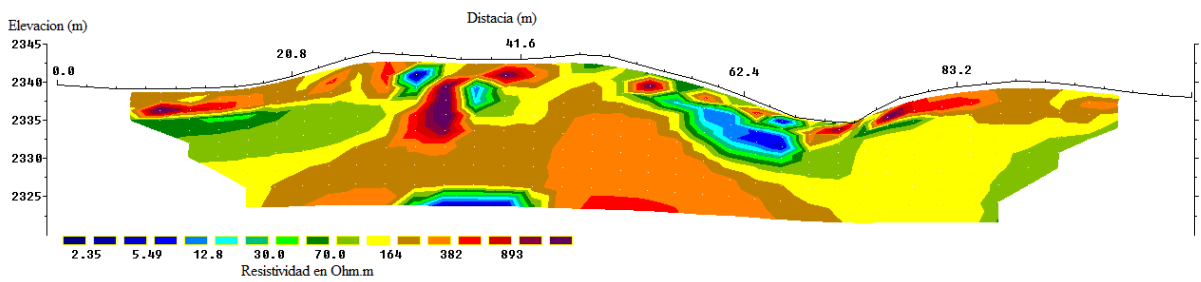 Distacia (m)
Elevacion (m)
2345
0.0
20.8
41.6
62.4
83.2
2340
2335
2330
2325
2.35 5.49 12.8 30.0 70.0 164 382 893
Resistividad en Ohm.m